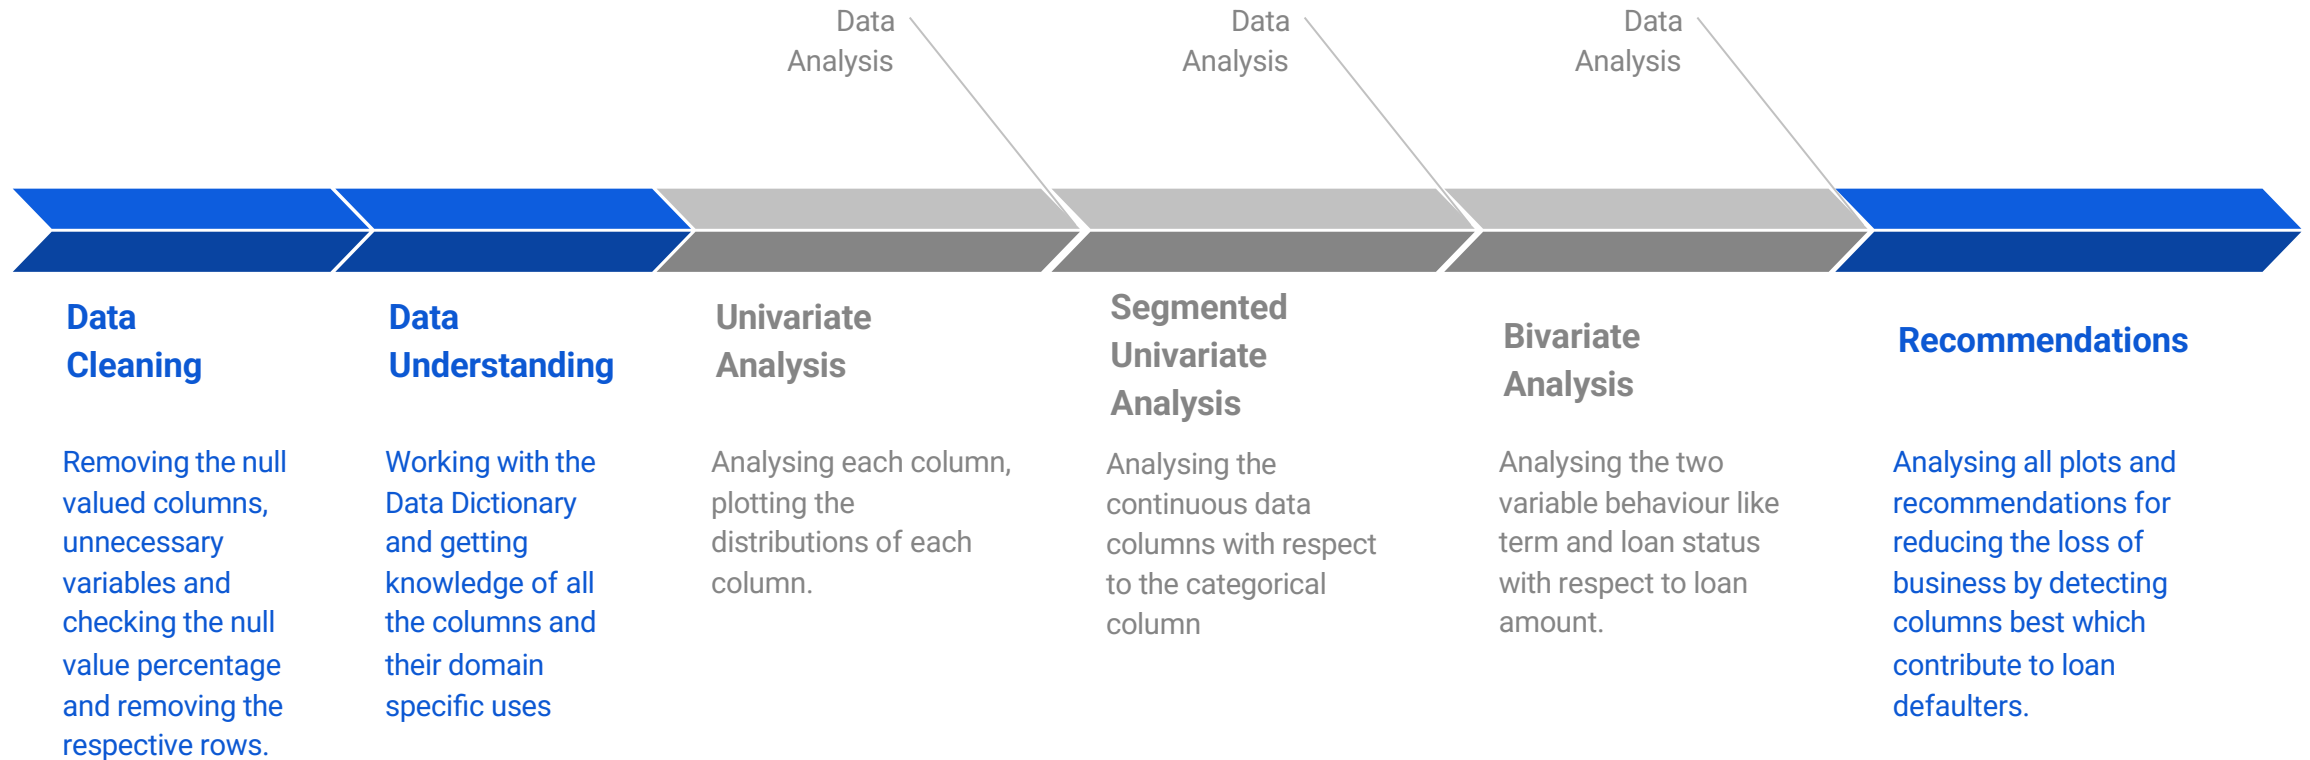 Data
Analysis
Data
Analysis
Data
Analysis
Data
Cleaning
Removing the null
valued columns,
unnecessary
variables and
checking the null
value percentage
and removing the
respective rows.
Data
Understanding
Working with the
Data Dictionary
and getting
knowledge of all
the columns and
their domain
specific uses
Univariate
Analysis
Analysing each column,
plotting the
distributions of each
column.
Segmented
Univariate
Analysis
Analysing the
continuous data
columns with respect
to the categorical
column
Bivariate
Analysis
Analysing the two
variable behaviour like
term and loan status
with respect to loan
amount.
Recommendations
Analysing all plots and
recommendations for
reducing the loss of
business by detecting
columns best which
contribute to loan
defaulters.